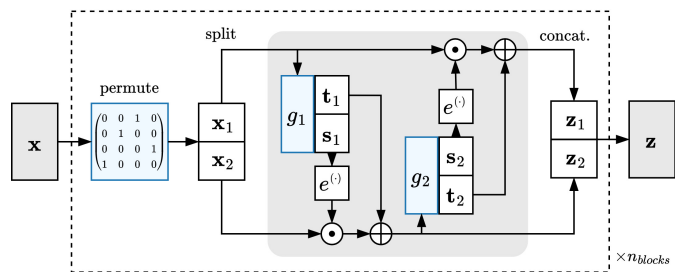 split
concat.
permute
x
0 0 1 0
0 1 0 0
0 0 0 1
1 0 0 0
x₁
x₂
g₁
t₁
s₁
e⁽·⁾
e⁽·⁾
g₂
s₂
t₂
z₁
z₂
z
×n_blocks